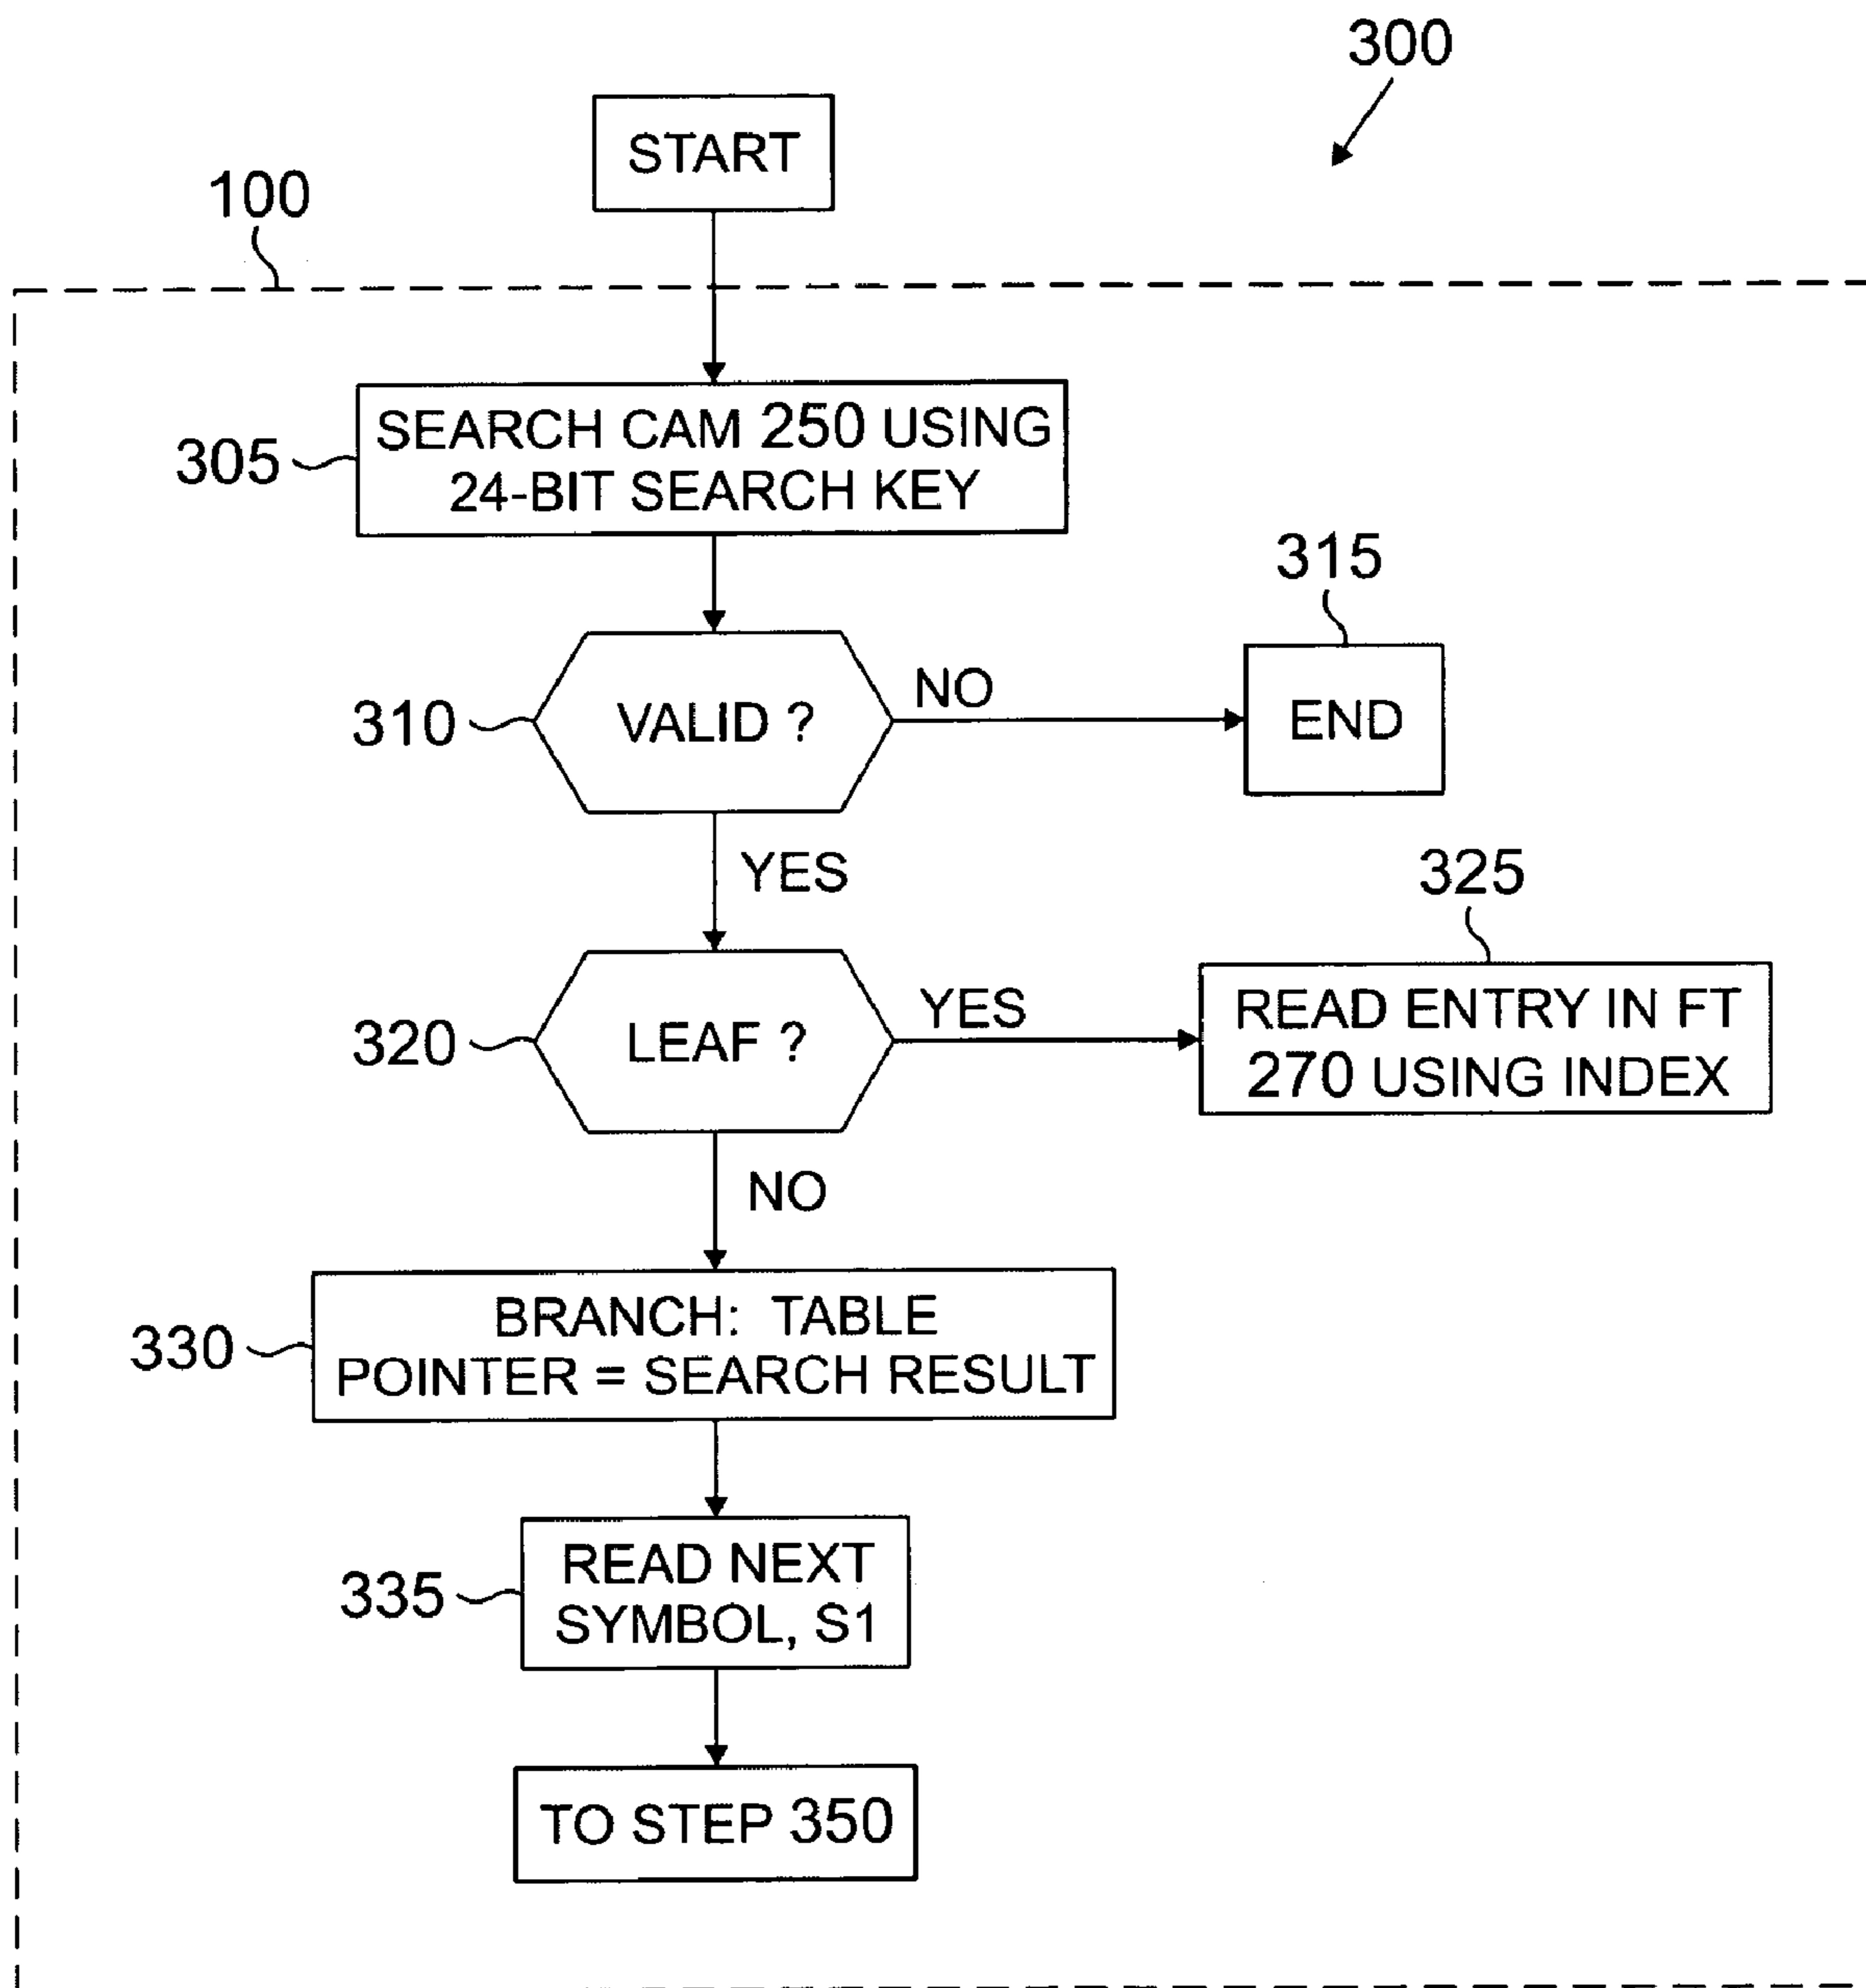 300
START
100
305
SEARCH CAM 250 USING
24-BIT SEARCH KEY
315
310
VALID ?
NO
END
YES
325
320
LEAF ?
YES
READ ENTRY IN FT
270 USING INDEX
NO
330
BRANCH: TABLE
POINTER = SEARCH RESULT
335
READ NEXT
SYMBOL, S1
TO STEP 350